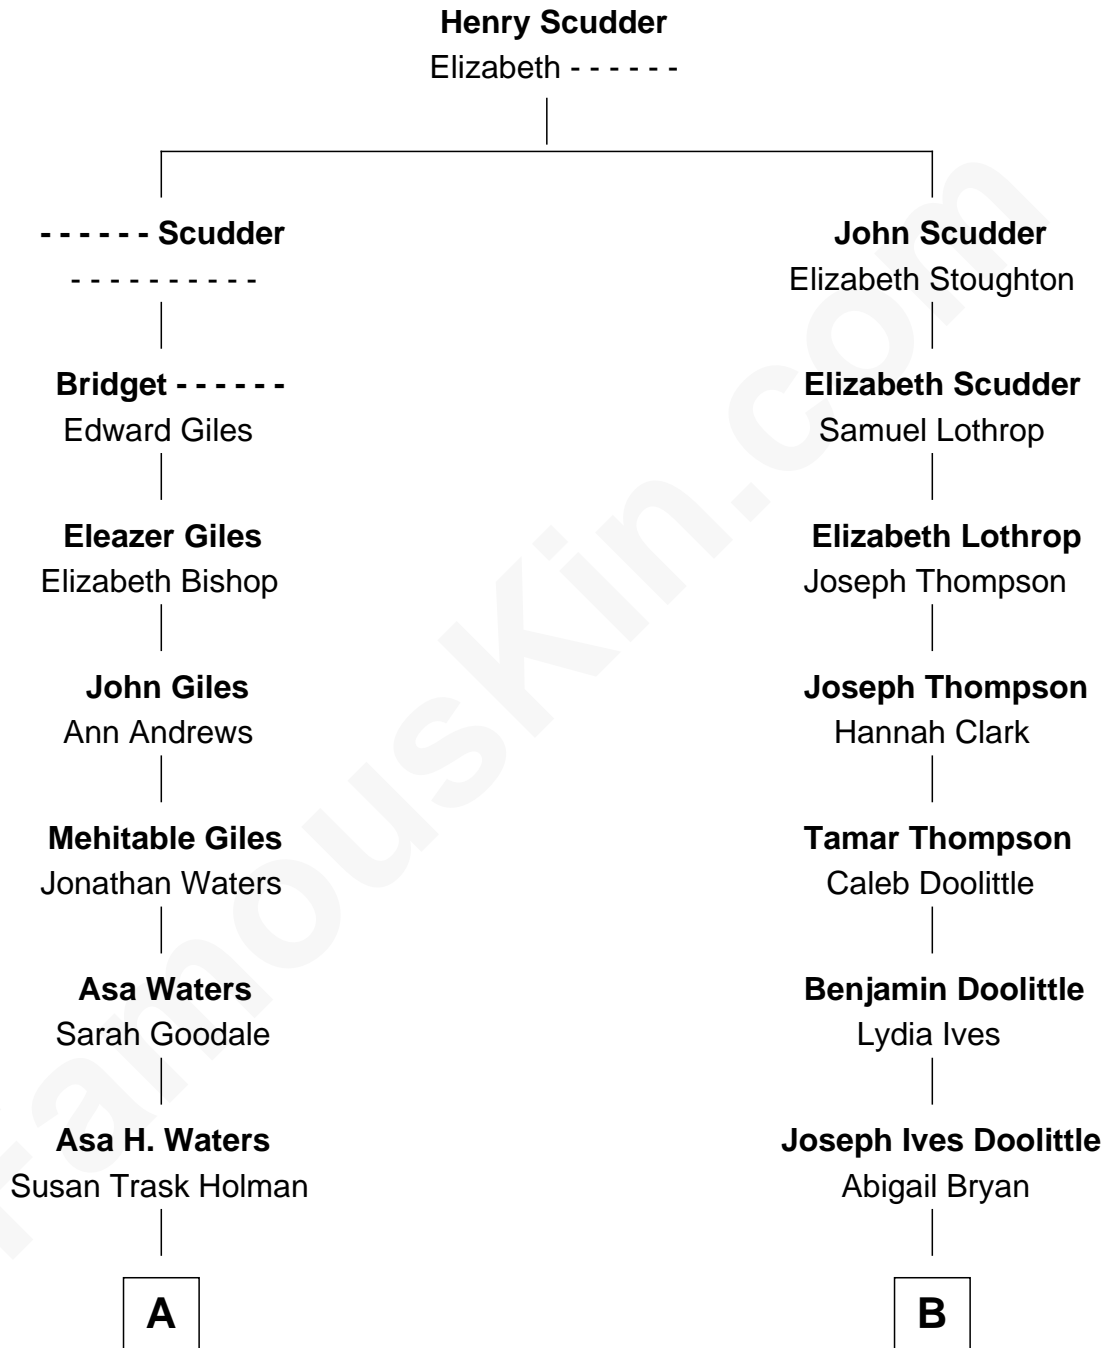 Henry Scudder
Elizabeth - - - - - -
- - - - - - Scudder
- - - - - - - - - -
John Scudder
Elizabeth Stoughton
Bridget - - - - - -
Edward Giles
Elizabeth Scudder
Samuel Lothrop
Eleazer Giles
Elizabeth Bishop
Elizabeth Lothrop
Joseph Thompson
John Giles
Ann Andrews
Joseph Thompson
Hannah Clark
Mehitable Giles
Jonathan Waters
Tamar Thompson
Caleb Doolittle
Asa Waters
Sarah Goodale
Benjamin Doolittle
Lydia Ives
Asa H. Waters
Susan Trask Holman
Joseph Ives Doolittle
Abigail Bryan
A
B
FamousKin.com